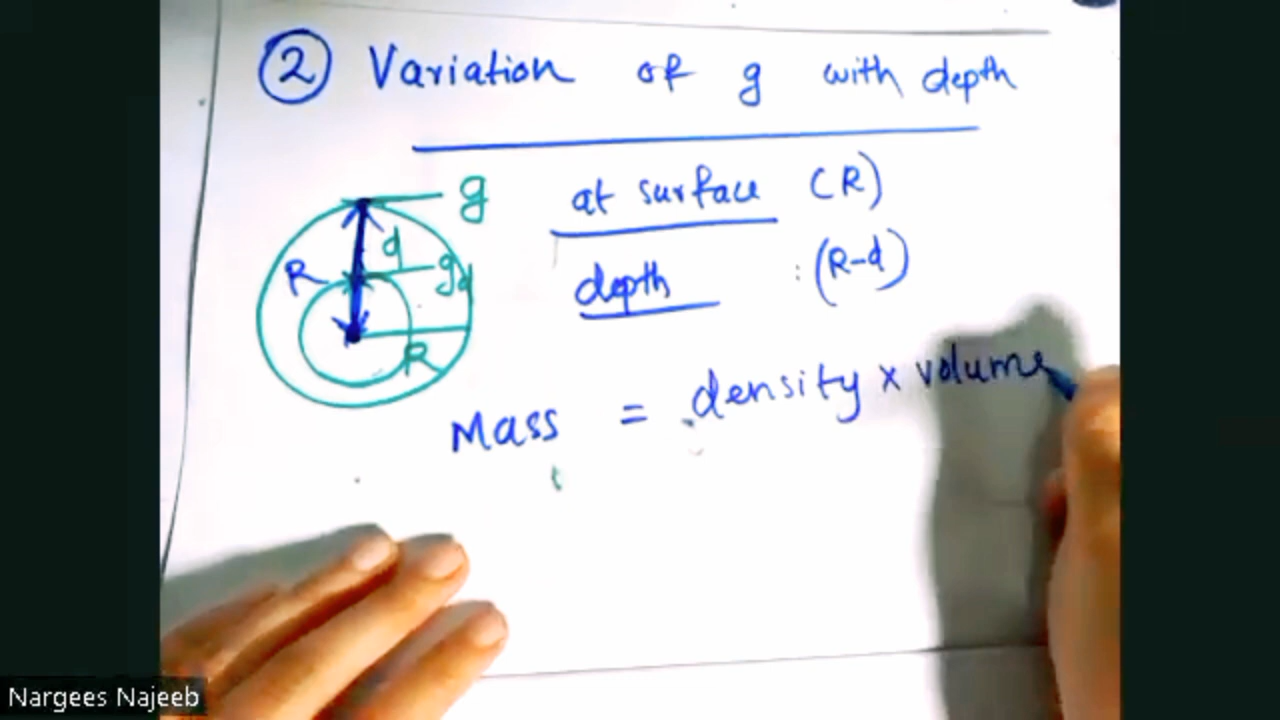 2 Variation of g with depth
g at surface (R)
d
R gd depth : (R-d)
R
Mass = density x volume
Nargees Najeeb